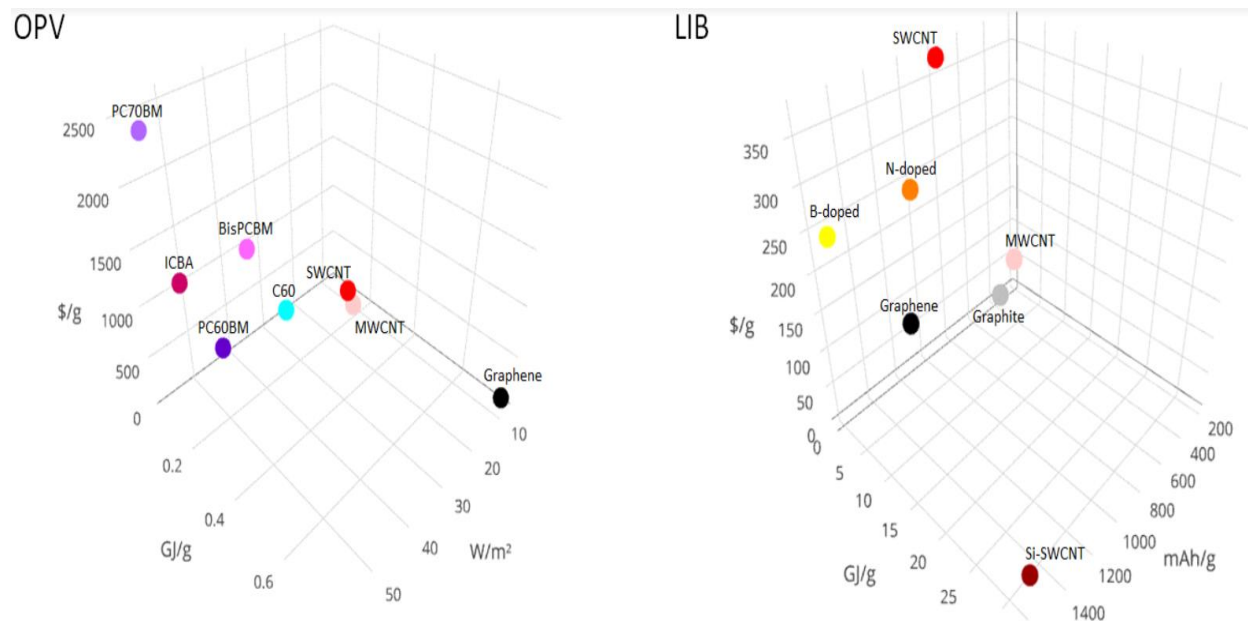 OPV
PC70BM
2500
2000
BisPCBM
1500
ICBA
SWCNT
C60
$/g
1000
PC60BM
MWCNT
500
Graphene
0
10
0.2
20
30
0.4
40
W/m²
GJ/g
0.6
50
LIB
SWCNT
350
N-doped
300
B-doped
250
MWCNT
200
Graphene
Graphite
$/g
150
100
50
0
0
200
5
400
10
600
15
800
20
1000
Si-SWCNT
mAh/g
GJ/g
1200
25
1400